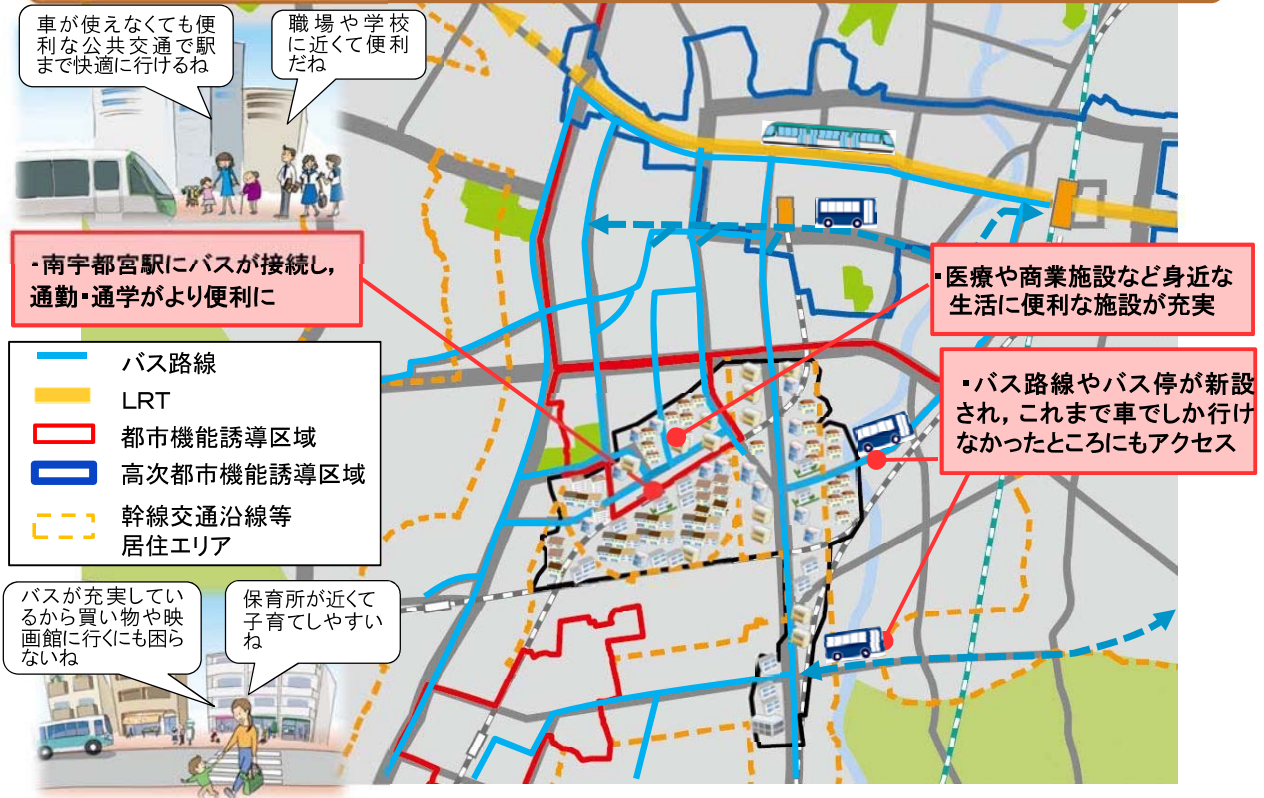 車が使えなくても便
利な公共交通で駅
まで快適に行けるね
職場や学校
に近くて便利
だね
・南宇都宮駅にバスが接続し，
通勤・通学がより便利に
・医療や商業施設など身近な
生活に便利な施設が充実
・バス路線やバス停が新設
され，これまで車でしか行け
なかったところにもアクセス
バス路線
LRT
都市機能誘導区域
高次都市機能誘導区域
幹線交通沿線等
居住エリア
バスが充実してい
るから買い物や映
画館に行くにも困ら
ないね
保育所が近くて
子育てしやすい
ね